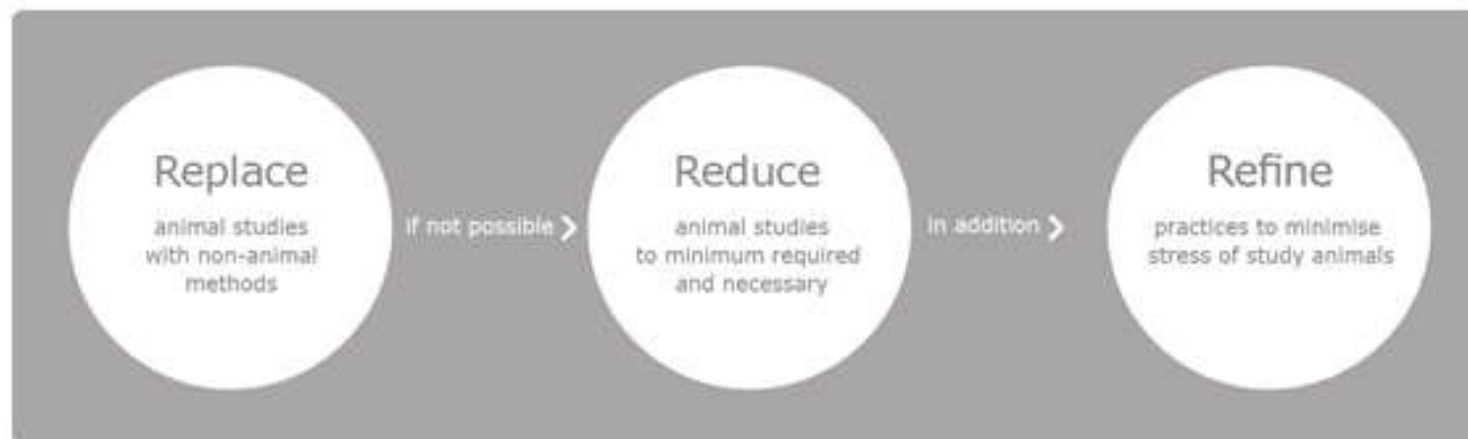 Replace
animal studies
with non-animal
methods
if not possible
Reduce
animal studies
to minimum required
and necessary
in addition
Refine
practices to minimise
stress of study animals